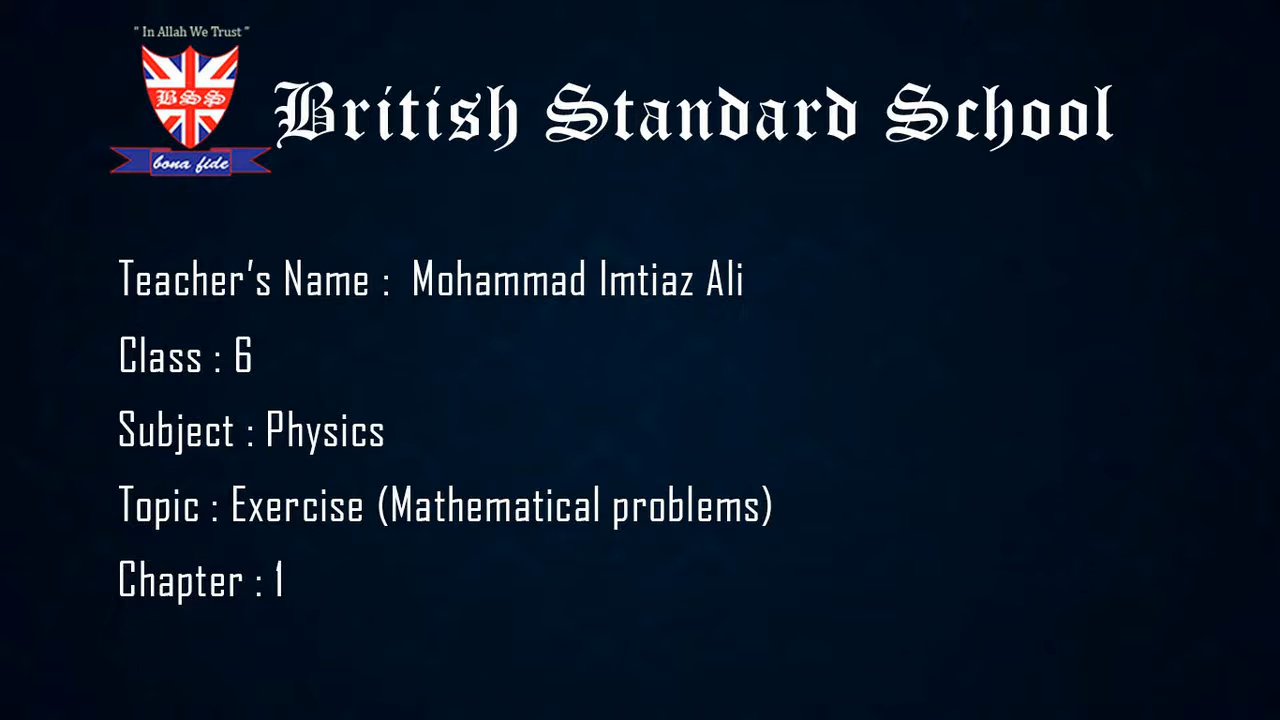 " In Allah We Trust "
BSS
bona fide
British Standard School
Teacher’s Name :  Mohammad Imtiaz Ali
Class : 6
Subject : Physics
Topic : Exercise (Mathematical problems)
Chapter : 1